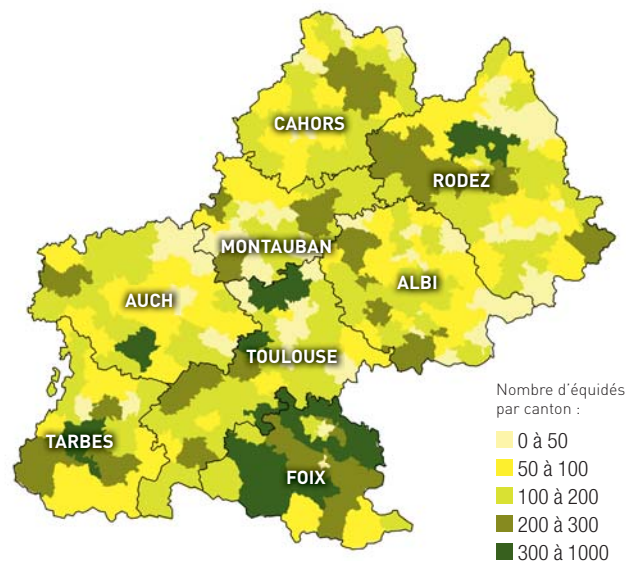 CAHORS
RODEZ
MONTAUBAN
ALBI
AUCH
TOULOUSE
TARBES
FOIX
Nombre d'équidés
par canton :
0 à 50
50 à 100
100 à 200
200 à 300
300 à 1000